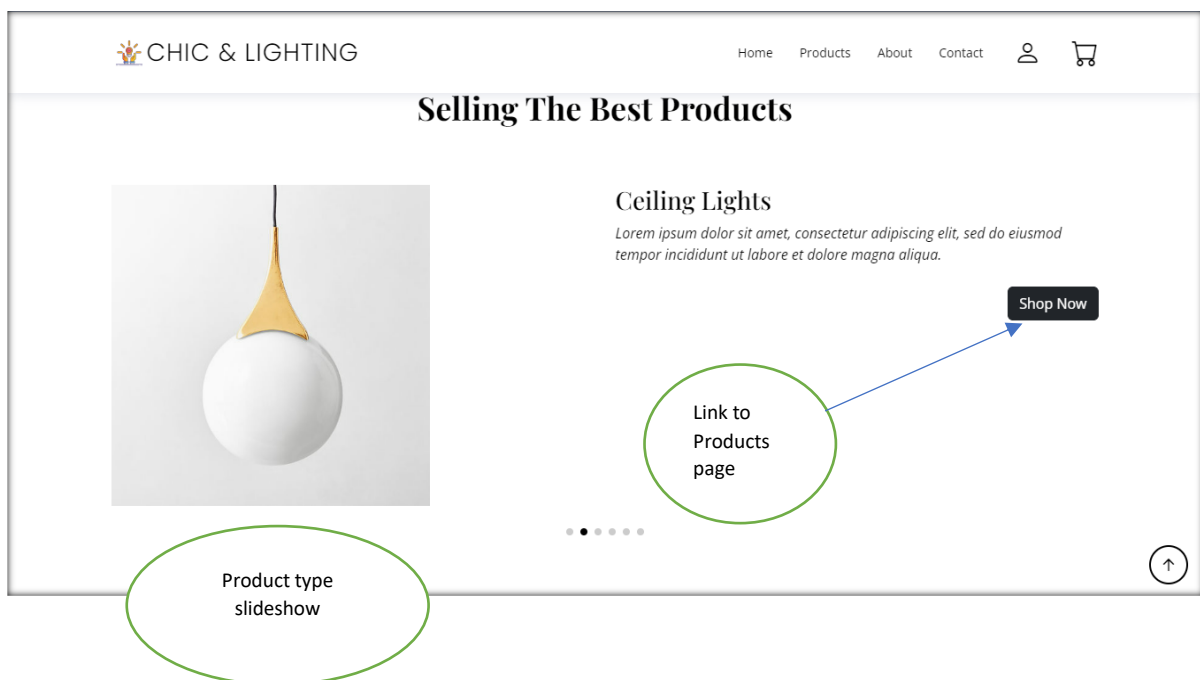 CHIC & LIGHTING
Home Products About Contact
Selling The Best Products
Ceiling Lights
Lorem ipsum dolor sit amet, consectetur adipiscing elit, sed do eiusmod
tempor incididunt ut labore et dolore magna aliqua.
Shop Now
Link to
Products
page
Product type
slideshow